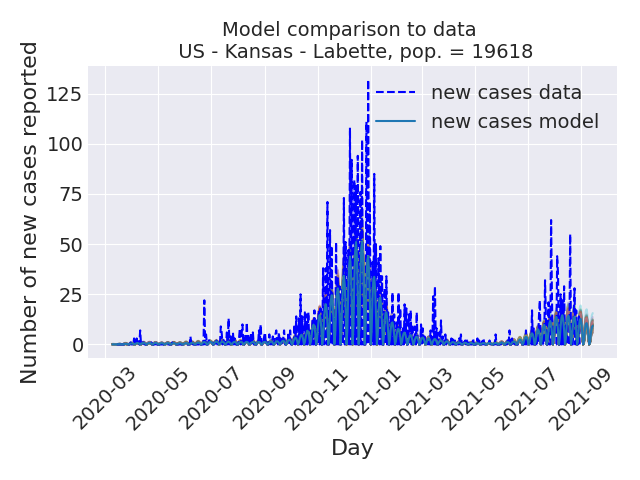 Model comparison to data
US - Kansas - Labette, pop. = 19618
Number of new cases reported
125
100
75
50
25
0
new cases data
new cases model
2020-03
2020-05
2020-07
2020-09
2020-11
2021-01
2021-03
2021-05
2021-07
2021-09
Day